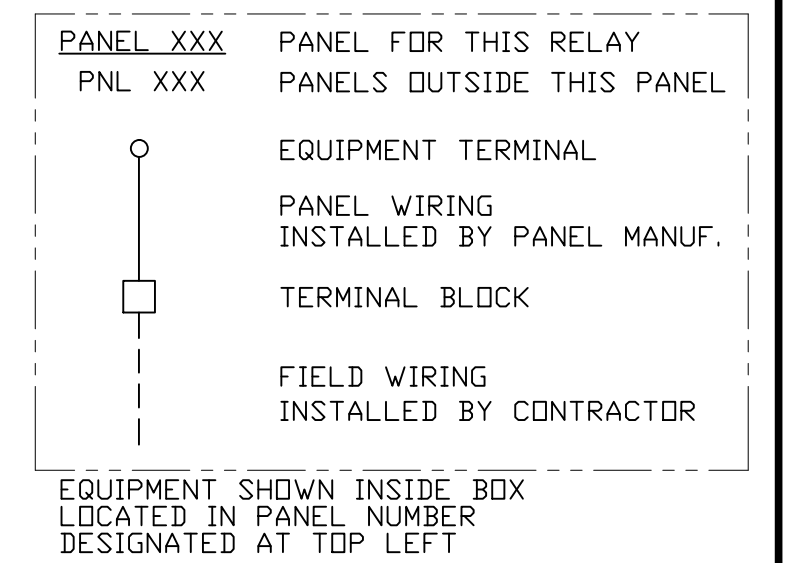 PANEL XXX PANEL FOR THIS RELAY
PNL XXX PANELS OUTSIDE THIS PANEL
EQUIPMENT TERMINAL
PANEL WIRING
INSTALLED BY PANEL MANUF.
TERMINAL BLOCK
FIELD WIRING
INSTALLED BY CONTRACTOR
EQUIPMENT SHOWN INSIDE BOX
LOCATED IN PANEL NUMBER
DESIGNATED AT TOP LEFT